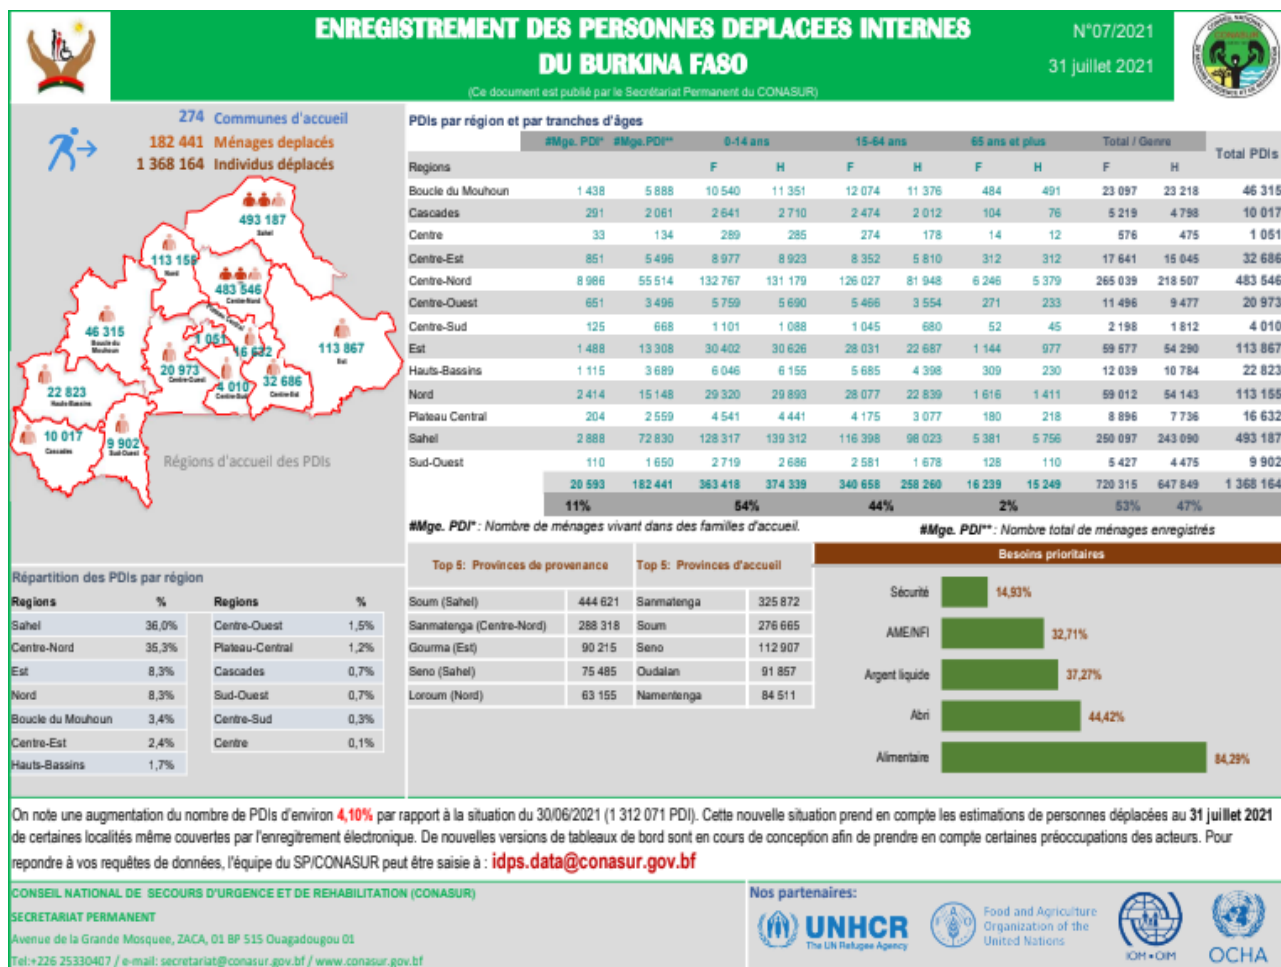 ENREGISTREMENT DES PERSONNES DEPLACEES INTERNES
DU BURKINA FASO
(Ce document est publié par le Secrétariat Permanent du CONASUR)
N°07/2021
31 juillet 2021
274 Communes d'accueil
182 441 Ménages deplacés
1 368 164 Individus déplacés
493 187
Sahel
113 155
Nord
483 546
Centre-Nord
Plateau Central
46 315
Boucle du Mouhoun
1 051
16 632
113 867
Est
20 973
Centre-Ouest
4 010
Centre-Sud
32 686
Centre-Est
22 823
Hauts-Bassins
10 017
Cascades
9 902
Sud-Ouest
Régions d'accueil des PDIs
PDIs par région et par tranches d'âges
#Mge. PDI* #Mge.PDI** 0-14 ans 15-64 ans 65 ans et plus Total / Genre Total PDIs
Regions F H F H F H F H
Boucle du Mouhoun 1 438 5 888 10 540 11 351 12 074 11 376 484 491 23 097 23 218 46 315
Cascades 291 2 061 2 641 2 710 2 474 2 012 104 76 5 219 4 798 10 017
Centre 33 134 289 285 274 178 14 12 576 475 1 051
Centre-Est 851 5 496 8 977 8 923 8 352 5 810 312 312 17 641 15 045 32 686
Centre-Nord 8 986 55 514 132 767 131 179 126 027 81 948 6 246 5 379 265 039 218 507 483 546
Centre-Ouest 651 3 496 5 759 5 690 5 466 3 554 271 233 11 496 9 477 20 973
Centre-Sud 125 668 1 101 1 088 1 045 680 52 45 2 198 1 812 4 010
Est 1 488 13 308 30 402 30 626 28 031 22 687 1 144 977 59 577 54 290 113 867
Hauts-Bassins 1 115 3 689 6 046 6 155 5 685 4 398 309 230 12 039 10 784 22 823
Nord 2 414 15 148 29 320 29 893 28 077 22 839 1 616 1 411 59 012 54 143 113 155
Plateau Central 204 2 559 4 541 4 441 4 175 3 077 180 218 8 896 7 736 16 632
Sahel 2 888 72 830 128 317 139 312 116 398 98 023 5 381 5 756 250 097 243 090 493 187
Sud-Ouest 110 1 650 2 719 2 686 2 581 1 678 128 110 5 427 4 475 9 902
20 593 182 441 363 418 374 339 340 658 258 260 16 239 15 249 720 315 647 849 1 368 164
11% 54% 44% 2% 53% 47%
#Mge. PDI* : Nombre de ménages vivant dans des familles d'accueil.
#Mge. PDI** : Nombre total de ménages enregistrés
Répartition des PDIs par région
Regions % Regions %
Sahel 36,0% Centre-Ouest 1,5%
Centre-Nord 35,3% Plateau-Central 1,2%
Est 8,3% Cascades 0,7%
Nord 8,3% Sud-Ouest 0,7%
Boucle du Mouhoun 3,4% Centre-Sud 0,3%
Centre-Est 2,4% Centre 0,1%
Hauts-Bassins 1,7%
Top 5: Provinces de provenance Top 5: Provinces d'accueil
Soum (Sahel) 444 621 Sanmatenga 325 872
Sanmatenga (Centre-Nord) 288 318 Soum 276 665
Gourma (Est) 90 215 Seno 112 907
Seno (Sahel) 75 485 Oudalan 91 857
Loroum (Nord) 63 155 Namentenga 84 511
Besoins prioritaires
Sécurité 14,93%
AME/NFI 32,71%
Argent liquide 37,27%
Abri 44,42%
Alimentaire 84,29%
On note une augmentation du nombre de PDIs d'environ 4,10% par rapport à la situation du 30/06/2021 (1 312 071 PDI). Cette nouvelle situation prend en compte les estimations de personnes déplacées au 31 juillet 2021
de certaines localités même couvertes par l'enregitrement électronique. De nouvelles versions de tableaux de bord sont en cours de conception afin de prendre en compte certaines préoccupations des acteurs. Pour
repondre à vos requêtes de données, l'équipe du SP/CONASUR peut être saisie à : idps.data@conasur.gov.bf
CONSEIL NATIONAL DE SECOURS D'URGENCE ET DE REHABILITATION (CONASUR)
SECRETARIAT PERMANENT
Avenue de la Grande Mosquee, ZACA, 01 BP 515 Ouagadougou 01
Tel:+226 25330407 / e-mail: secretariat@conasur.gov.bf / www.conasur.gov.bf
Nos partenaires:
UNHCR
The UN Refugee Agency
Food and Agriculture
Organization of the
United Nations
IOM•OIM
OCHA